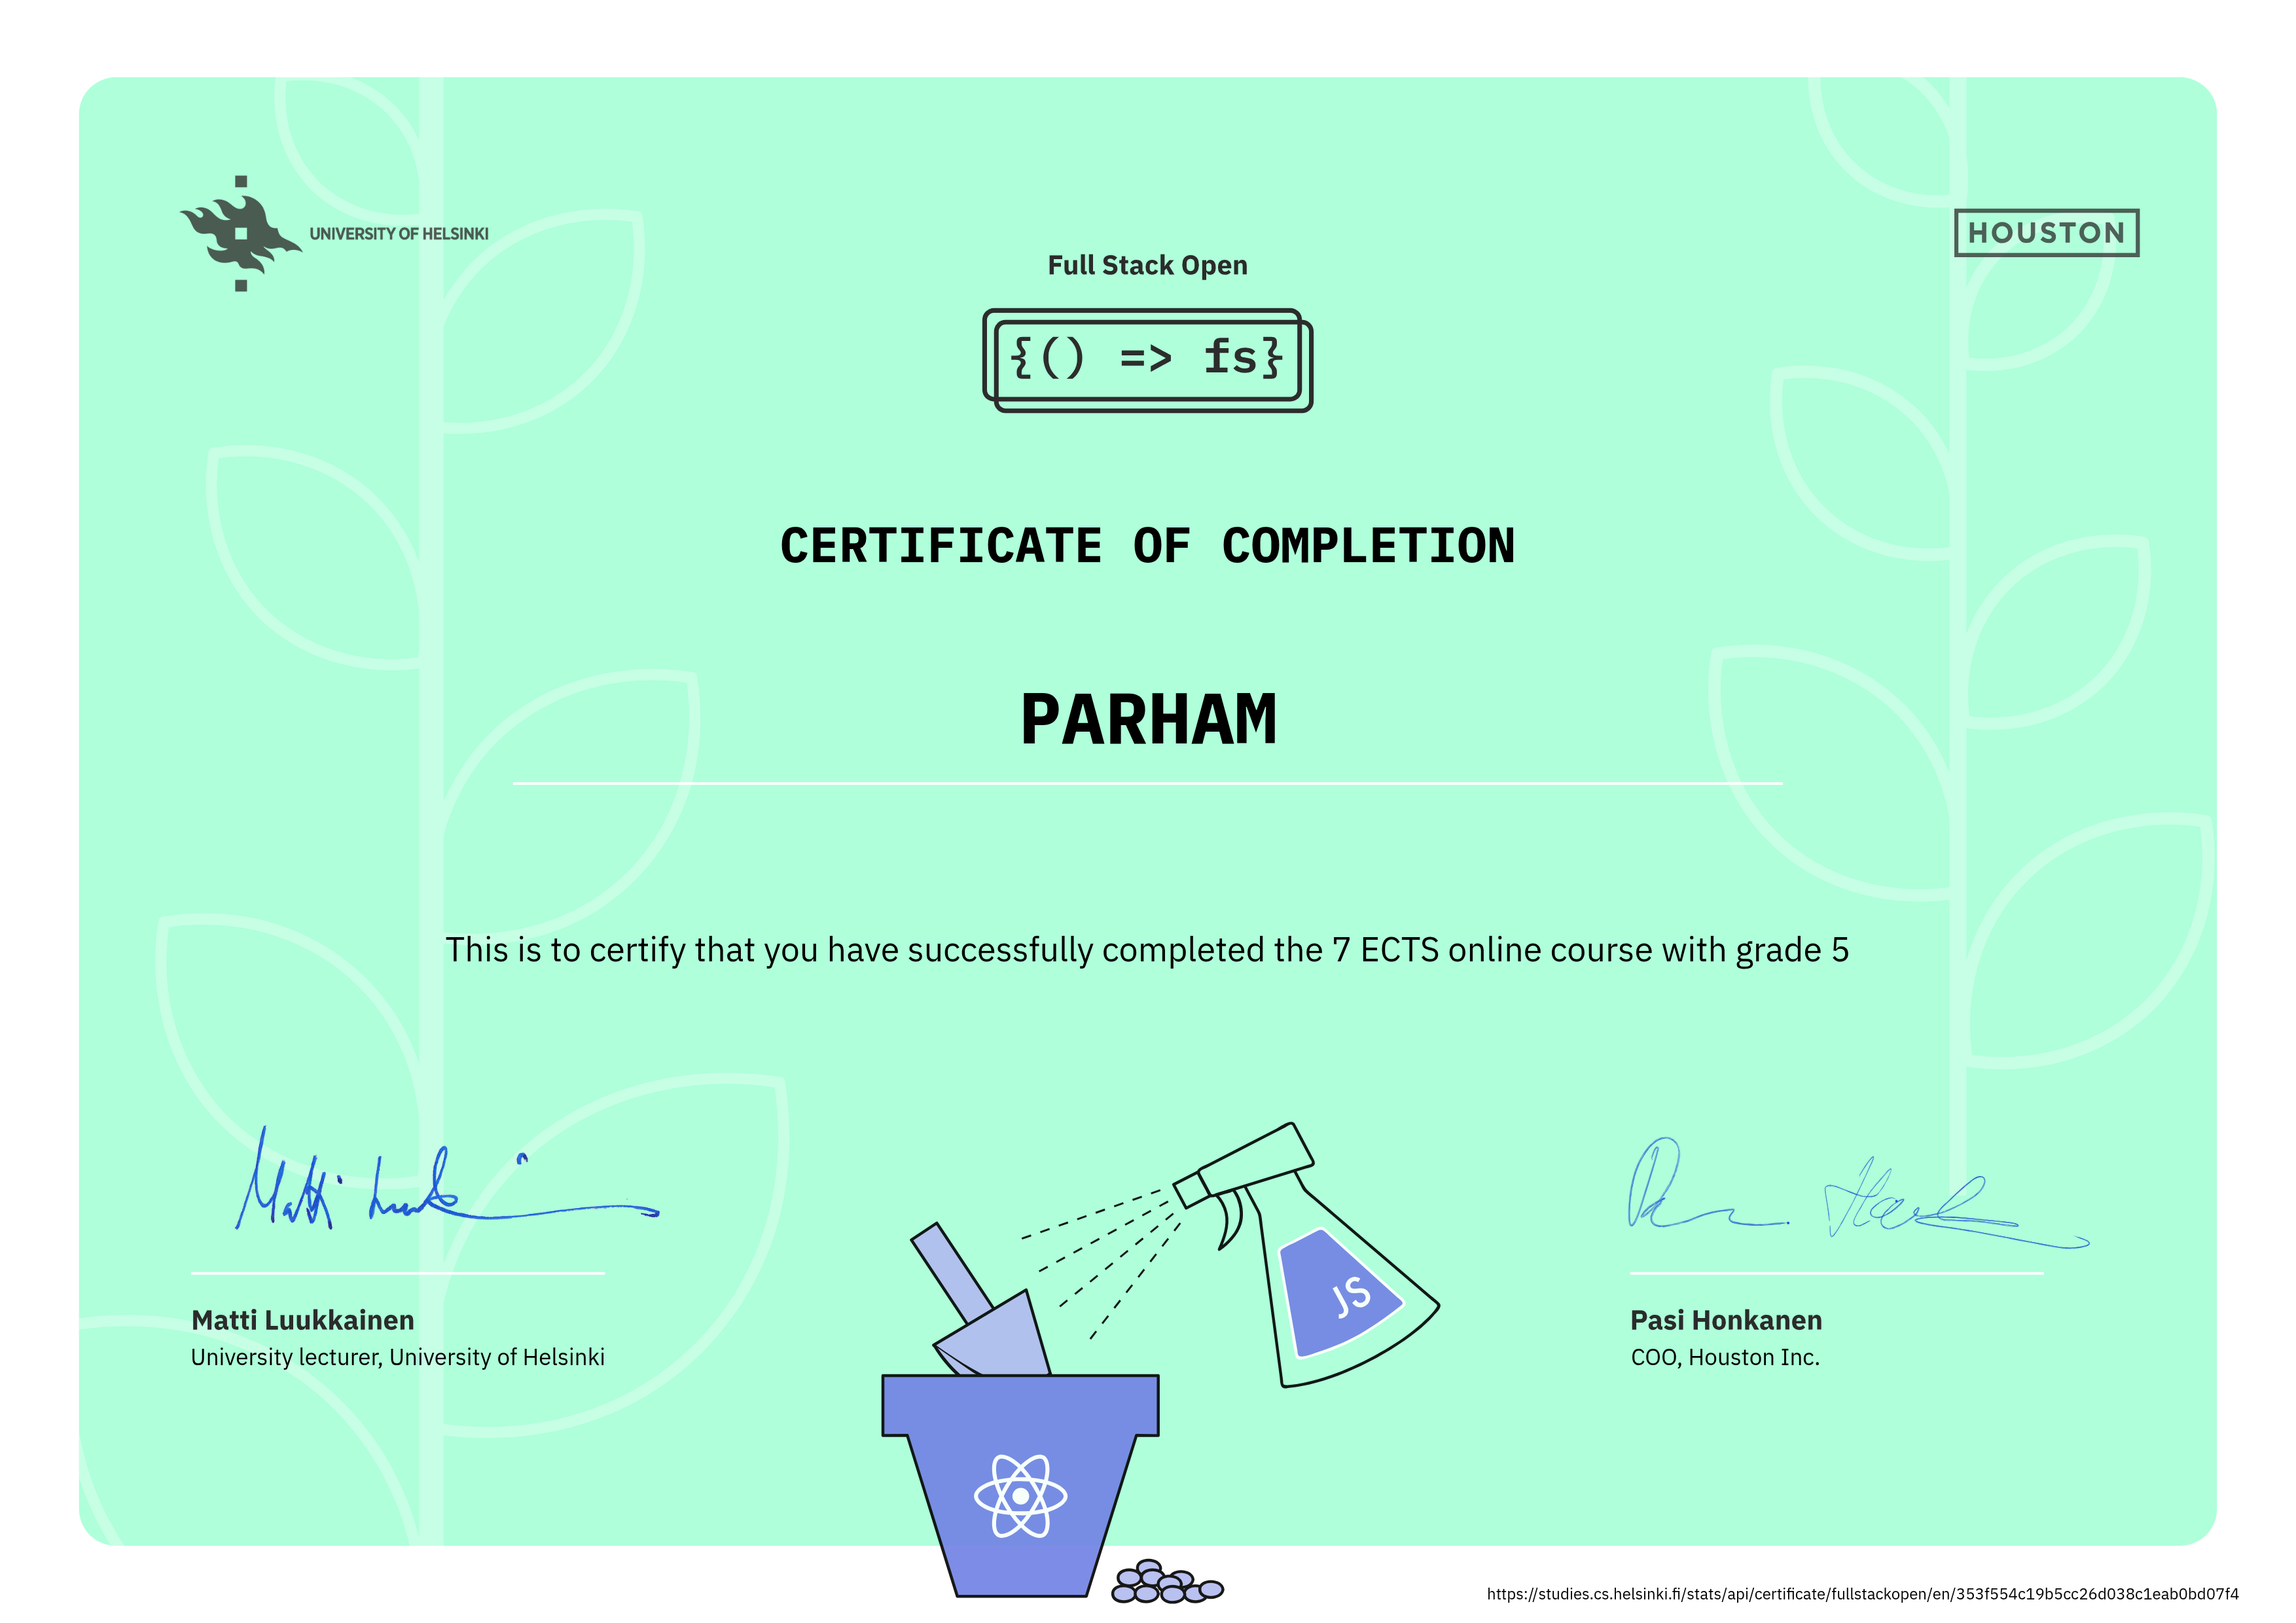 UNIVERSITY OF HELSINKI
HOUSTON
Full Stack Open
{() => fs}
CERTIFICATE OF COMPLETION
PARHAM
This is to certify that you have successfully completed the 7 ECTS online course with grade 5
JS
Matti Luukkainen
University lecturer, University of Helsinki
Pasi Honkanen
COO, Houston Inc.
https://studies.cs.helsinki.fi/stats/api/certificate/fullstackopen/en/353f554c19b5cc26d038c1eab0bd07f4